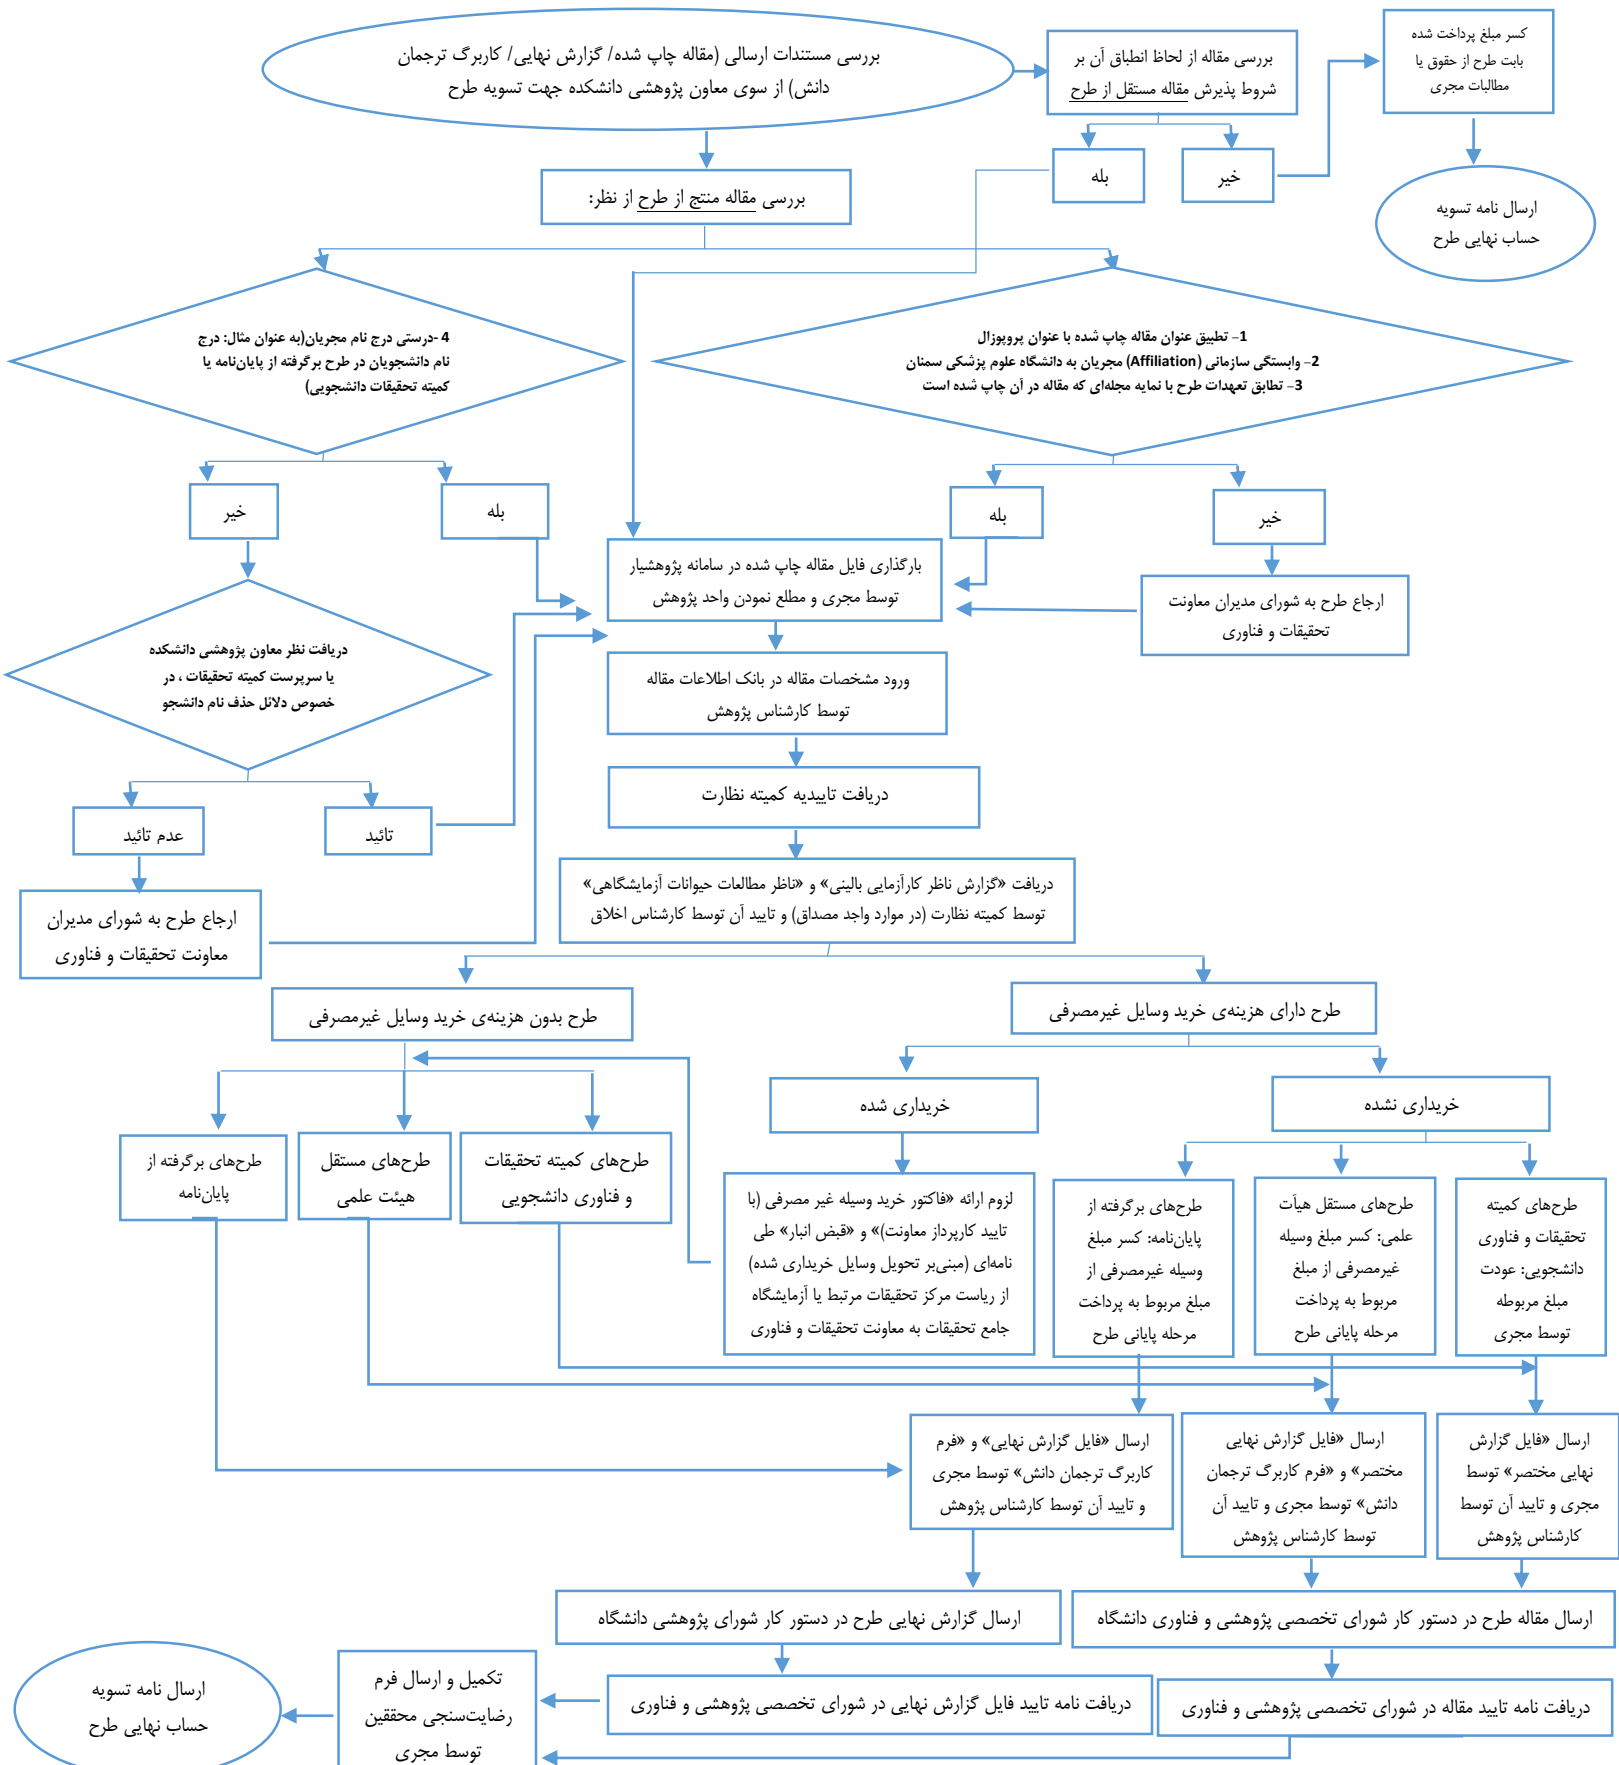 بررسی مستندات ارسالی (مقاله چاپ شده/ گزارش نهایی/ کاربرگ ترجمان
دانش) از سوی معاون پژوهشی دانشکده جهت تسویه طرح
بررسی مقاله از لحاظ انطباق آن بر
شروط پذیرش مقاله مستقل از طرح
کسر مبلغ پرداخت شده
بابت طرح از حقوق یا
مطالبات مجری
بله
خیر
ارسال نامه تسویه
حساب نهایی طرح
بررسی مقاله منتج از طرح از نظر:
1- تطبیق عنوان مقاله چاپ شده با عنوان پروپوزال
2- وابستگی سازمانی (Affiliation) مجریان به دانشگاه علوم پزشکی سمنان
3- تطابق تعهدات طرح با نمایه مجله‌ای که مقاله در آن چاپ شده است
4 -درستی درج نام مجریان(به عنوان مثال: درج
نام دانشجویان در طرح برگرفته از پایان‌نامه یا
کمیته تحقیقات دانشجویی)
خیر
بله
بله
خیر
بارگذاری فایل مقاله چاپ شده در سامانه پژوهشیار
توسط مجری و مطلع نمودن واحد پژوهش
ارجاع طرح به شورای مدیران معاونت
تحقیقات و فناوری
دریافت نظر معاون پژوهشی دانشکده
یا سرپرست کمیته تحقیقات ، در
خصوص دلائل حذف نام دانشجو
ورود مشخصات مقاله در بانک اطلاعات مقاله
توسط کارشناس پژوهش
دریافت تاییدیه کمیته نظارت
عدم تائید
تائید
ارجاع طرح به شورای مدیران
معاونت تحقیقات و فناوری
دریافت «گزارش ناظر کارآزمایی بالینی» و «ناظر مطالعات حیوانات آزمایشگاهی»
توسط کمیته نظارت (در موارد واجد مصداق) و تایید آن توسط کارشناس اخلاق
طرح دارای هزینه‌ی خرید وسایل غیرمصرفی
طرح بدون هزینه‌ی خرید وسایل غیرمصرفی
خریداری نشده
خریداری شده
طرح‌های کمیته تحقیقات
و فناوری دانشجویی
طرح‌های مستقل
هیئت علمی
طرح‌های برگرفته از
پایان‌نامه
طرح‌های کمیته
تحقیقات و فناوری
دانشجویی: عودت
مبلغ مربوطه
توسط مجری
طرح‌های مستقل هیآت
علمی: کسر مبلغ وسیله
غیرمصرفی از مبلغ
مربوط به پرداخت
مرحله پایانی طرح
طرح‌های برگرفته از
پایان‌نامه: کسر مبلغ
وسیله غیرمصرفی از
مبلغ مربوط به پرداخت
مرحله پایانی طرح
لزوم ارائه «فاکتور خرید وسیله غیر مصرفی (با
تایید کارپرداز معاونت)» و «قبض انبار» طی
نامه‌ای (مبنی‌بر تحویل وسایل خریداری شده)
از ریاست مرکز تحقیقات مرتبط یا آزمایشگاه
جامع تحقیقات به معاونت تحقیقات و فناوری
ارسال «فایل گزارش
نهایی مختصر» توسط
مجری و تایید آن توسط
کارشناس پژوهش
ارسال «فایل گزارش نهایی
مختصر» و «فرم کاربرگ ترجمان
دانش» توسط مجری و تایید آن
توسط کارشناس پژوهش
ارسال «فایل گزارش نهایی» و «فرم
کاربرگ ترجمان دانش» توسط مجری
و تایید آن توسط کارشناس پژوهش
ارسال مقاله طرح در دستور کار شورای تخصصی پژوهشی و فناوری دانشگاه
ارسال گزارش نهایی طرح در دستور کار شورای پژوهشی دانشگاه
دریافت نامه تایید مقاله در شورای تخصصی پژوهشی و فناوری
دریافت نامه تایید فایل گزارش نهایی در شورای تخصصی پژوهشی و فناوری
تکمیل و ارسال فرم
رضایت‌سنجی محققین
توسط مجری
ارسال نامه تسویه
حساب نهایی طرح